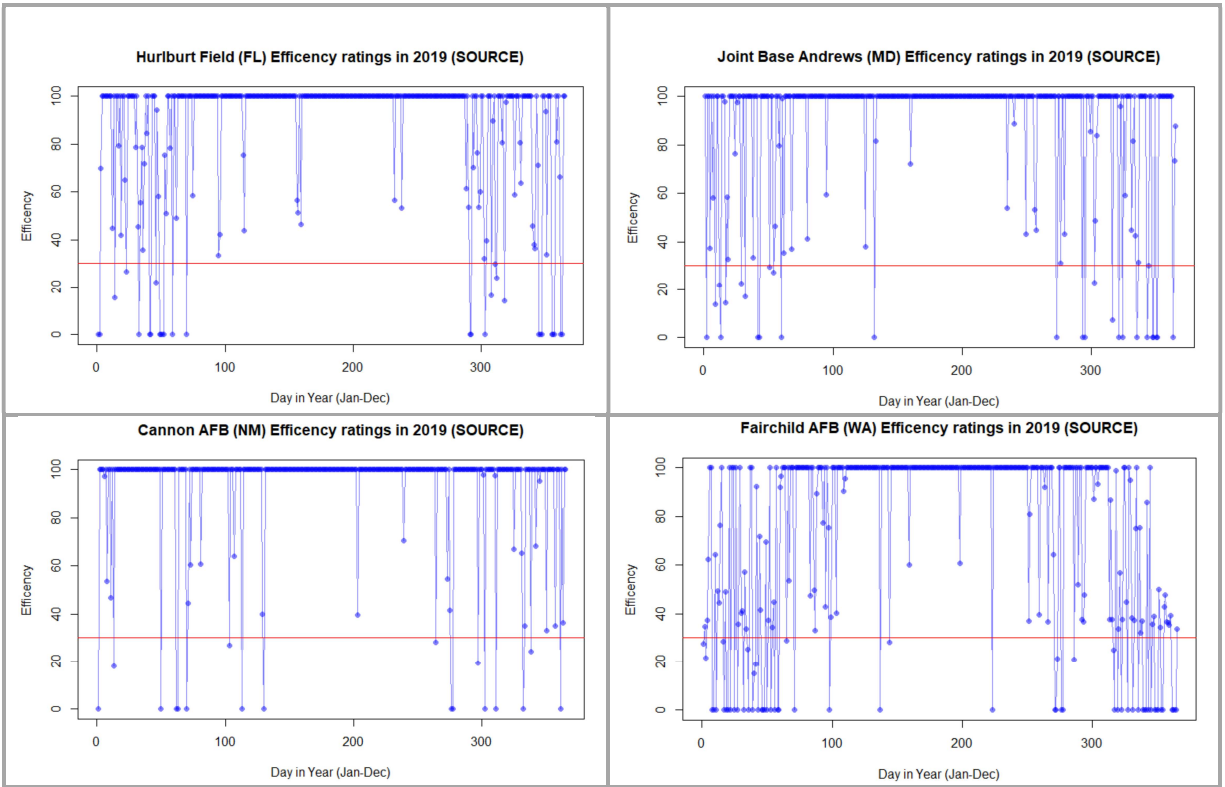 Hurlburt Field (FL) Efficency ratings in 2019 (SOURCE)
100
80
60
40
20
0
Efficency
0 100 200 300
Day in Year (Jan-Dec)
Joint Base Andrews (MD) Efficency ratings in 2019 (SOURCE)
100
80
60
40
20
0
Efficency
0 100 200 300
Day in Year (Jan-Dec)
Cannon AFB (NM) Efficency ratings in 2019 (SOURCE)
100
80
60
40
20
0
Efficency
0 100 200 300
Day in Year (Jan-Dec)
Fairchild AFB (WA) Efficency ratings in 2019 (SOURCE)
100
80
60
40
20
0
Efficency
0 100 200 300
Day in Year (Jan-Dec)